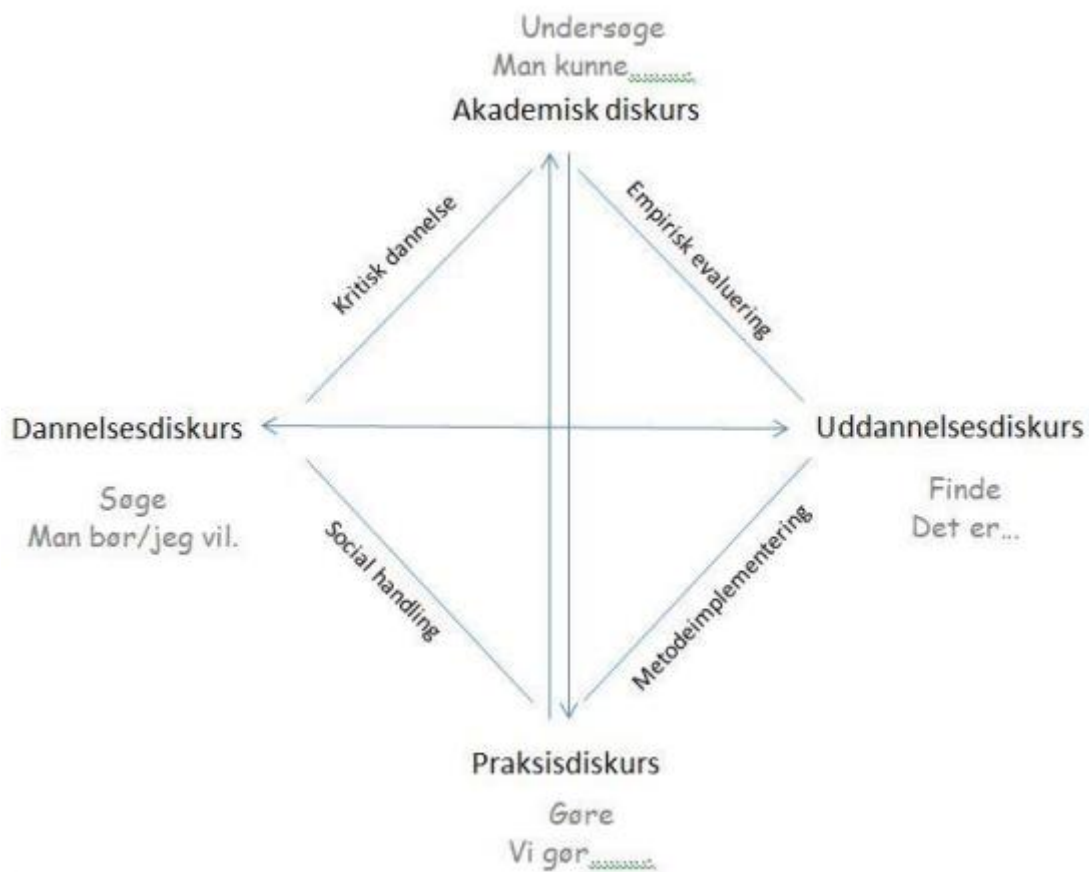 Undersøge
Man kunne.........
Akademisk diskurs
Kritisk dannelse
Empirisk evaluering
Dannelsesdiskurs
Uddannelsesdiskurs
Søge
Man bør/jeg vil.
Finde
Det er...
Social handling
Metodeimplementering
Praksisdiskurs
Gøre
Vi gør.........